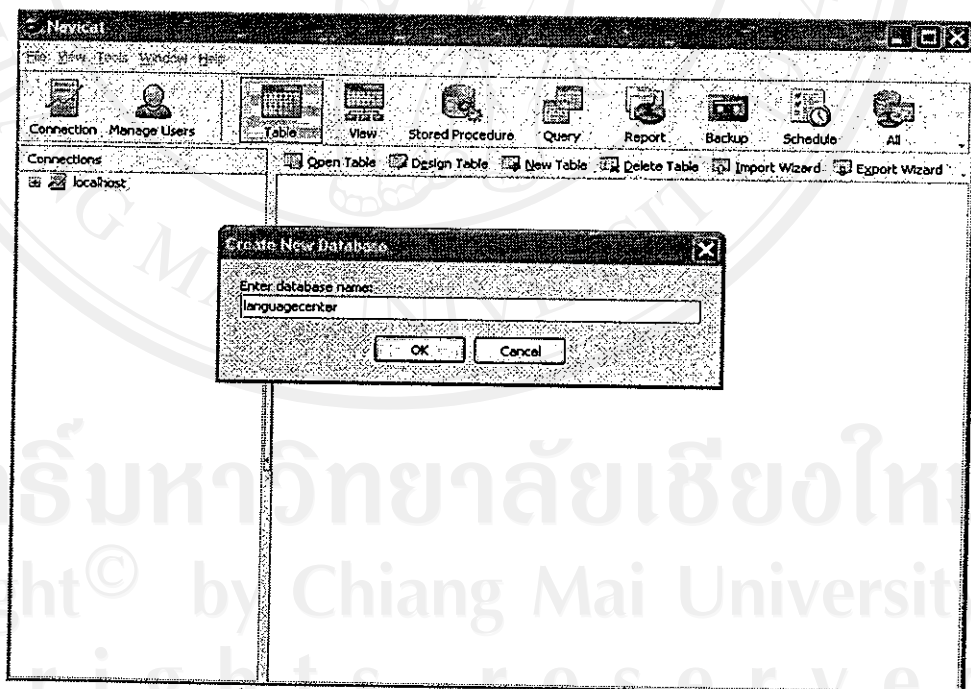 Navicat
File View Tools Window Help
Connection Manage Users Table View Stored Procedure Query Report Backup Schedule All
Connections
Open Table Design Table New Table Delete Table Import Wizard Export Wizard
localhost
Create New Database
Enter database name:
languagecenter
OK Cancel
ธิ์มหาวิทยาลัยเชียงให
ht© by Chiang Mai Universit
rights reserve